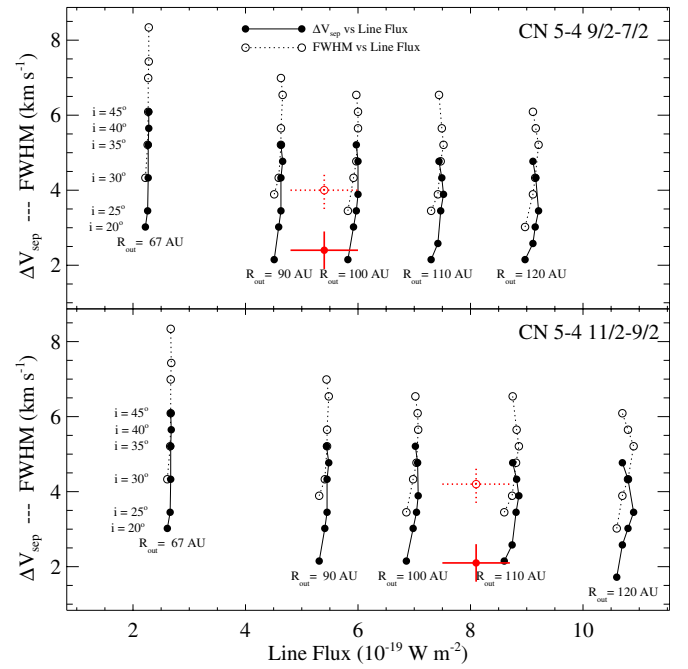 ΔV_sep vs Line Flux
FWHM vs Line Flux
CN 5-4 9/2-7/2
8
6
4
2
i = 45°
i = 40°
i = 35°
i = 30°
i = 25°
i = 20°
R_out = 67 AU
R_out = 90 AU
R_out = 100 AU
R_out = 110 AU
R_out = 120 AU
ΔV_sep --- FWHM (km s⁻¹)
CN 5-4 11/2-9/2
8
6
4
2
i = 45°
i = 40°
i = 35°
i = 30°
i = 25°
i = 20°
R_out = 67 AU
R_out = 90 AU
R_out = 100 AU
R_out = 110 AU
R_out = 120 AU
ΔV_sep --- FWHM (km s⁻¹)
2 4 6 8 10
Line Flux (10⁻¹⁹ W m⁻²)